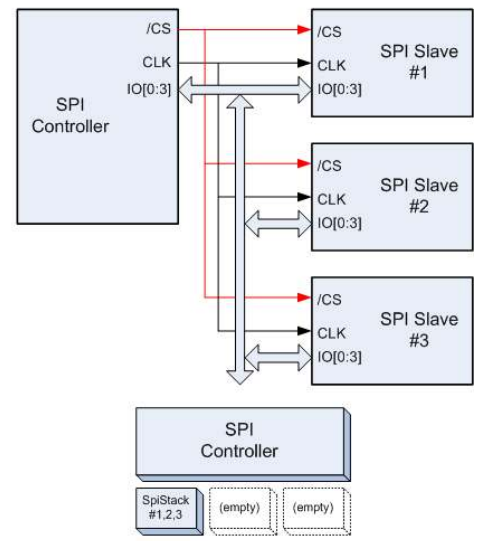 /CS
CLK
IO[0:3]
SPI
Controller
/CS
CLK
IO[0:3]
SPI Slave
#1
/CS
CLK
IO[0:3]
SPI Slave
#2
/CS
CLK
IO[0:3]
SPI Slave
#3
SPI
Controller
SpiStack
#1,2,3
(empty)
(empty)